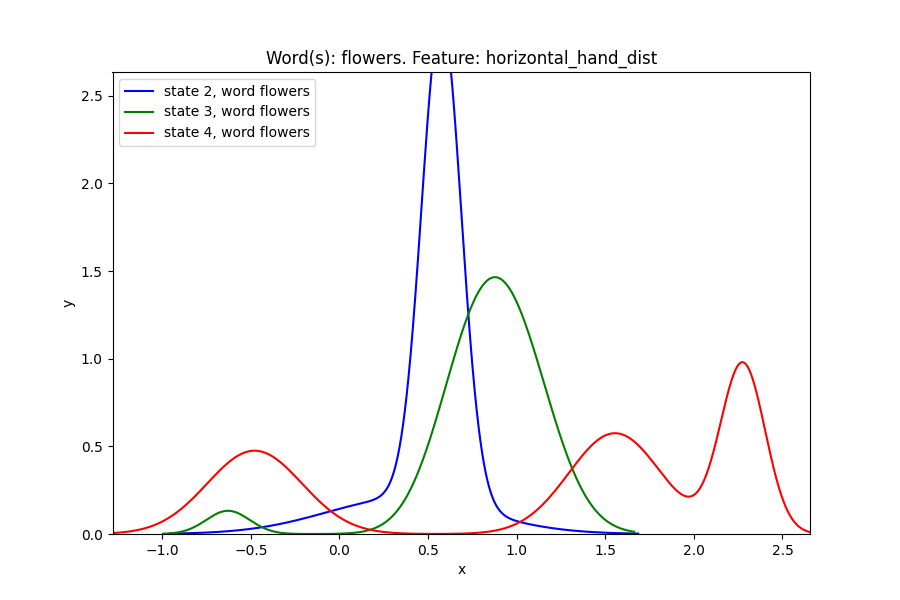 Word(s): flowers. Feature: horizontal_hand_dist
state 2, word flowers
state 3, word flowers
state 4, word flowers
2.5
2.0
1.5
1.0
0.5
0.0
y
−1.0 −0.5 0.0 0.5 1.0 1.5 2.0 2.5
x